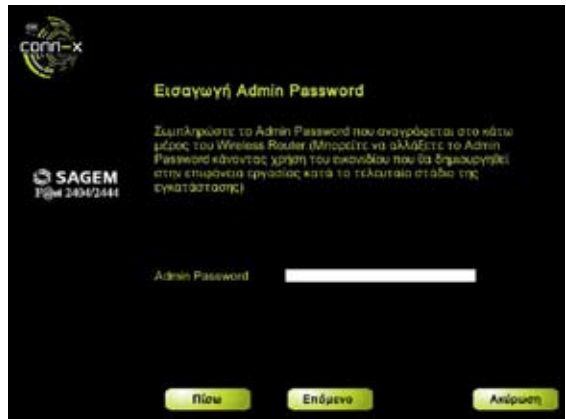 conn-x
Εισαγωγή Admin Password
Συμπληρώστε το Admin Password που αναγράφεται στο κάτω
μέρος του Wireless Router (Μπορείτε να αλλάξετε το Admin
Password κάνοντας χρήση του εικονιδίου που θα δημιουργηθεί
στην επιφάνεια εργασίας κατά το τελευταίο στάδιο της
εγκατάστασης)
SAGEM
F@st 2404/2444
Admin Password
Πίσω
Επόμενο
Ακύρωση